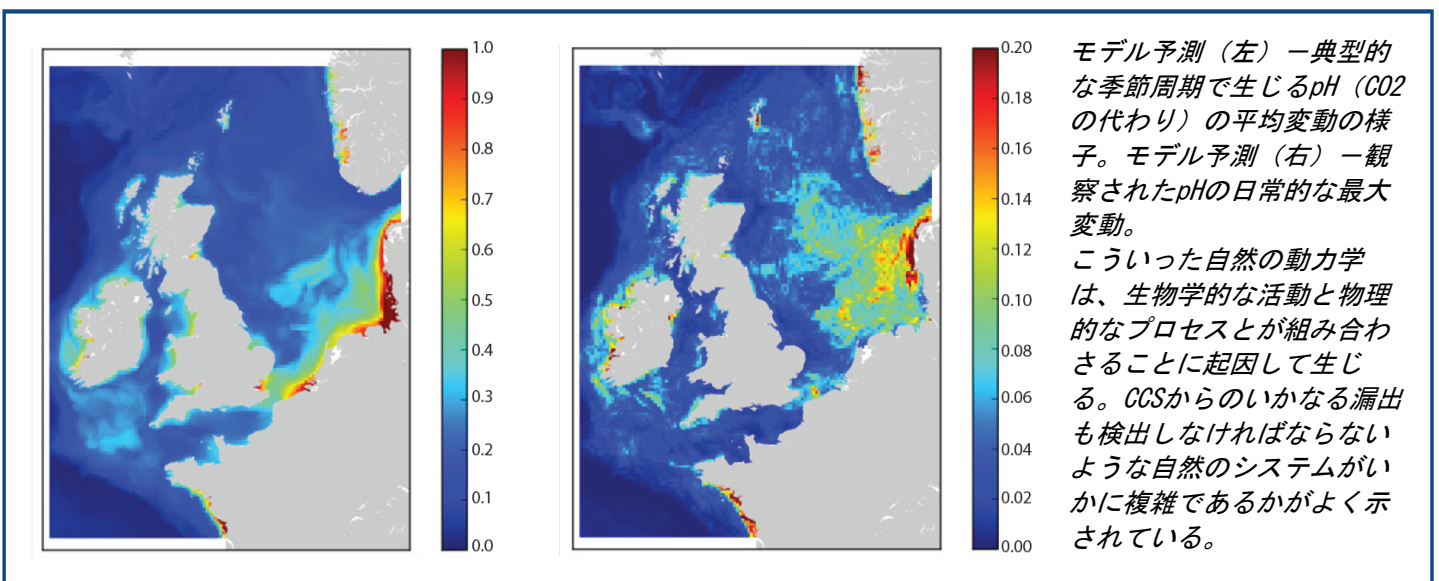 1.0
0.9
0.8
0.7
0.6
0.5
0.4
0.3
0.2
0.1
0.0
0.20
0.18
0.16
0.14
0.12
0.10
0.08
0.06
0.04
0.02
0.00
モデル予測（左）－典型的
な季節周期で生じるpH（CO2
の代わり）の平均変動の様
子。モデル予測（右）－観
察されたpHの日常的な最大
変動。
こういった自然の動力学
は、生物学的な活動と物理
的なプロセスとが組み合わ
さることに起因して生じ
る。CCSからのいかなる漏出
も検出しなければならない
ような自然のシステムがい
かに複雑であるかがよく示
されている。